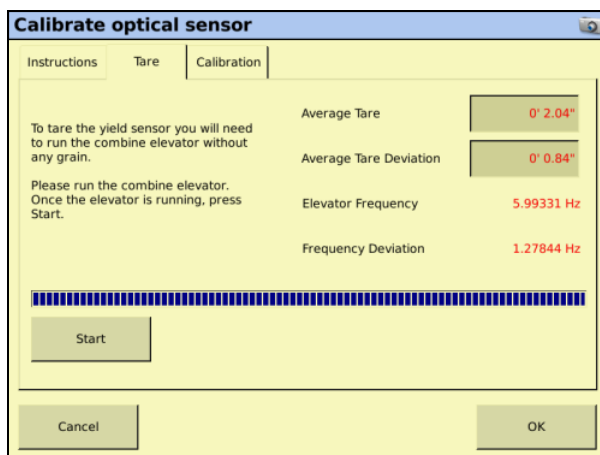 Calibrate optical sensor
Instructions Tare Calibration
To tare the yield sensor you will need
to run the combine elevator without
any grain.
Please run the combine elevator.
Once the elevator is running, press
Start.
Average Tare 0' 2.04"
Average Tare Deviation 0' 0.84"
Elevator Frequency 5.99331 Hz
Frequency Deviation 1.27844 Hz
Start
Cancel OK